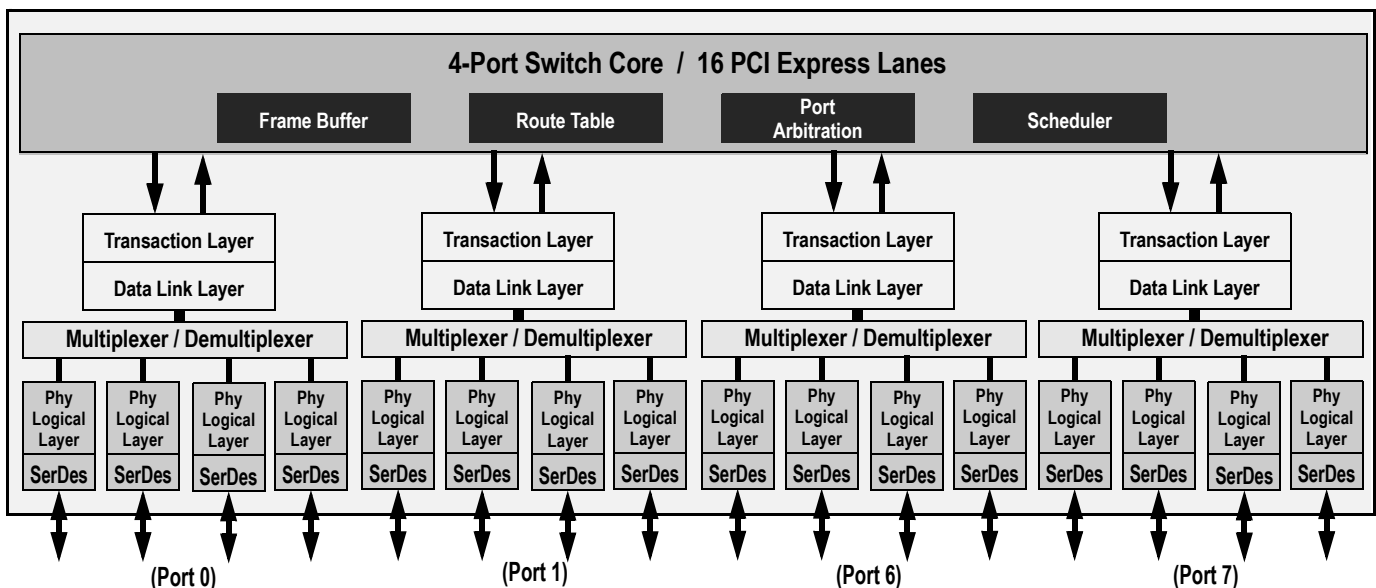 4-Port Switch Core / 16 PCI Express Lanes
Frame Buffer
Route Table
Port
Arbitration
Scheduler
Transaction Layer
Data Link Layer
Transaction Layer
Data Link Layer
Transaction Layer
Data Link Layer
Transaction Layer
Data Link Layer
Multiplexer / Demultiplexer
Multiplexer / Demultiplexer
Multiplexer / Demultiplexer
Multiplexer / Demultiplexer
Phy
Logical
Layer
SerDes
Phy
Logical
Layer
SerDes
Phy
Logical
Layer
SerDes
Phy
Logical
Layer
SerDes
Phy
Logical
Layer
SerDes
Phy
Logical
Layer
SerDes
Phy
Logical
Layer
SerDes
Phy
Logical
Layer
SerDes
Phy
Logical
Layer
SerDes
Phy
Logical
Layer
SerDes
Phy
Logical
Layer
SerDes
Phy
Logical
Layer
SerDes
Phy
Logical
Layer
SerDes
Phy
Logical
Layer
SerDes
Phy
Logical
Layer
SerDes
Phy
Logical
Layer
SerDes
(Port 0)
(Port 1)
(Port 6)
(Port 7)